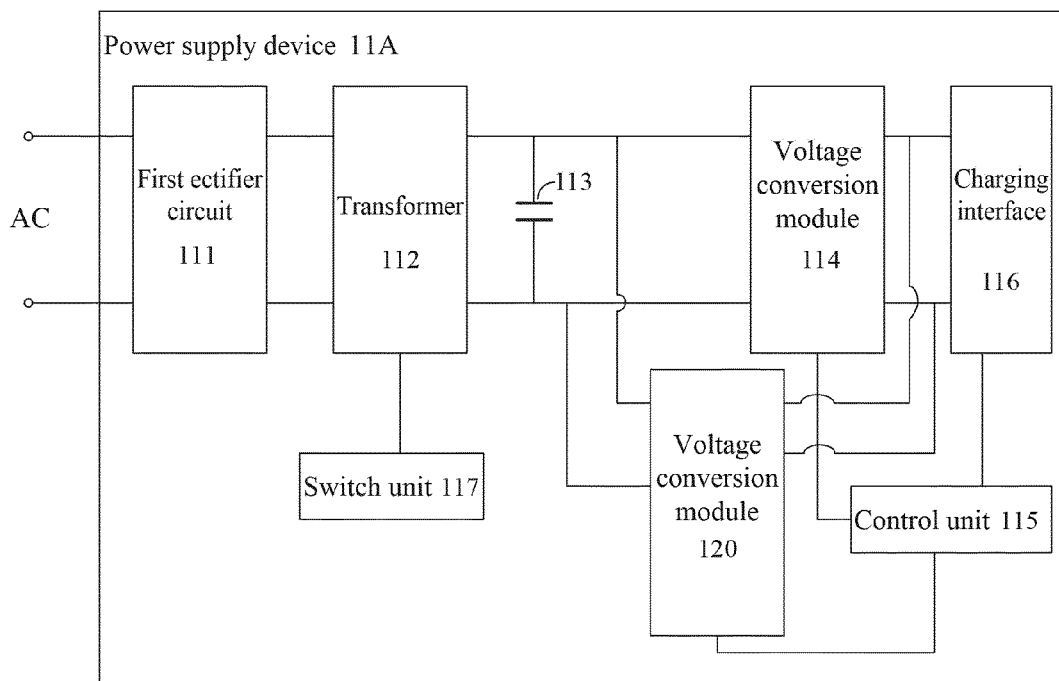 Power supply device 11A
AC
First ectifier
circuit
111
Transformer
112
113
Voltage
conversion
module
114
Charging
interface
116
Switch unit 117
Voltage
conversion
module
120
Control unit 115